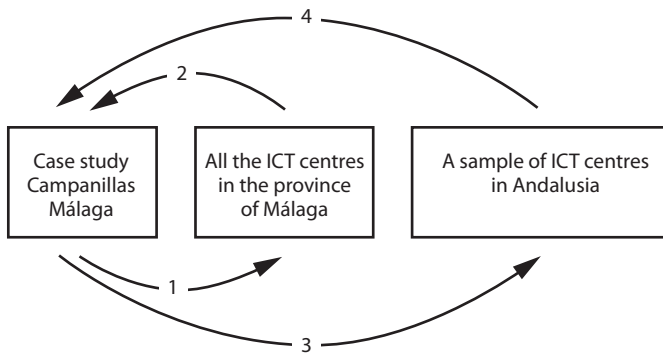 4
2
Case study
Campanillas
Málaga
All the ICT centres
in the province
of Málaga
A sample of ICT centres
in Andalusia
1
3